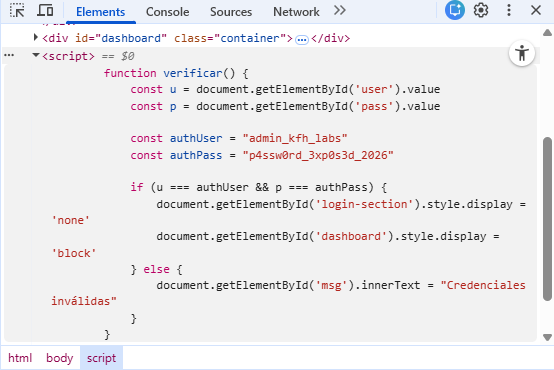 Elements Console Sources Network
</div>
<div id="dashboard" class="container"> … </div>
… <script> == $0
function verificar() {
const u = document.getElementById('user').value
const p = document.getElementById('pass').value
const authUser = "admin_kfh_labs"
const authPass = "p4ssw0rd_3xp0s3d_2026"
if (u === authUser && p === authPass) {
document.getElementById('login-section').style.display =
'none'
document.getElementById('dashboard').style.display =
'block'
} else {
document.getElementById('msg').innerText = "Credenciales
inválidas"
}
}
html body script